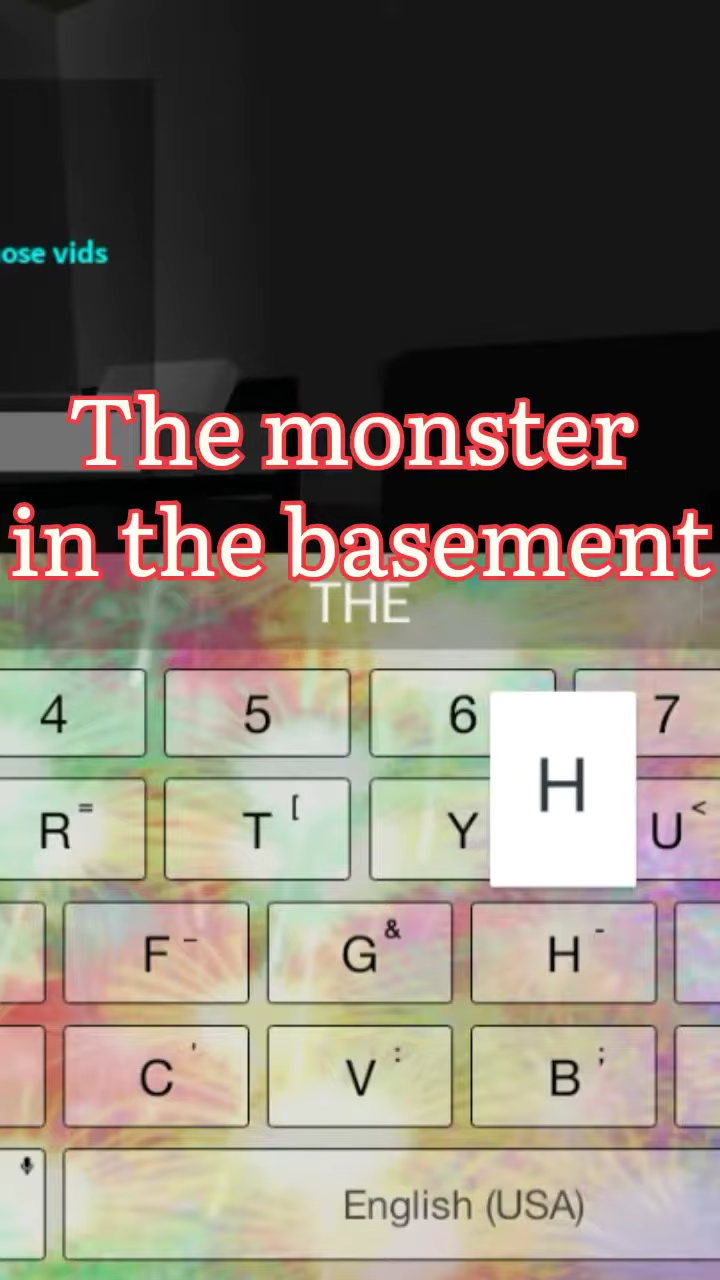 ose vids
The monster
in the basement
THE
4 5 6 7
H
R = T [ Y U <
F - G & H -
C ' V : B ;
English (USA)